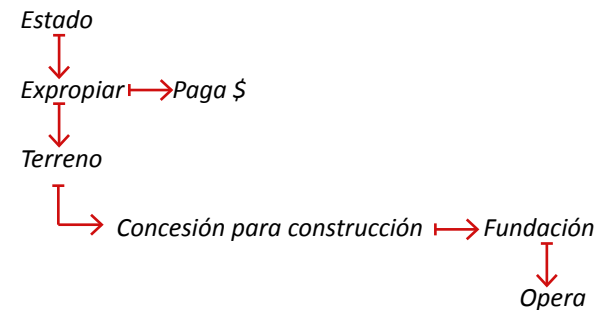 Estado
Expropiar Paga $
Terreno
Concesión para construcción Fundación
Opera